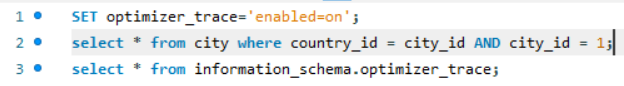 1 SET optimizer_trace='enabled=on';
2 select * from city where country_id = city_id AND city_id = 1;
3 select * from information_schema.optimizer_trace;